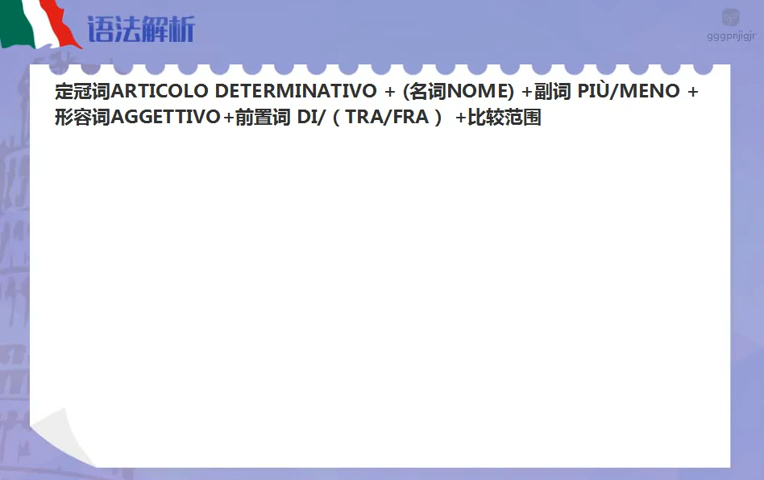 语法解析
gggpnjigjr
定冠词ARTICOLO DETERMINATIVO + (名词NOME) +副词 PIÙ/MENO +
形容词AGGETTIVO+前置词 DI/（TRA/FRA） +比较范围